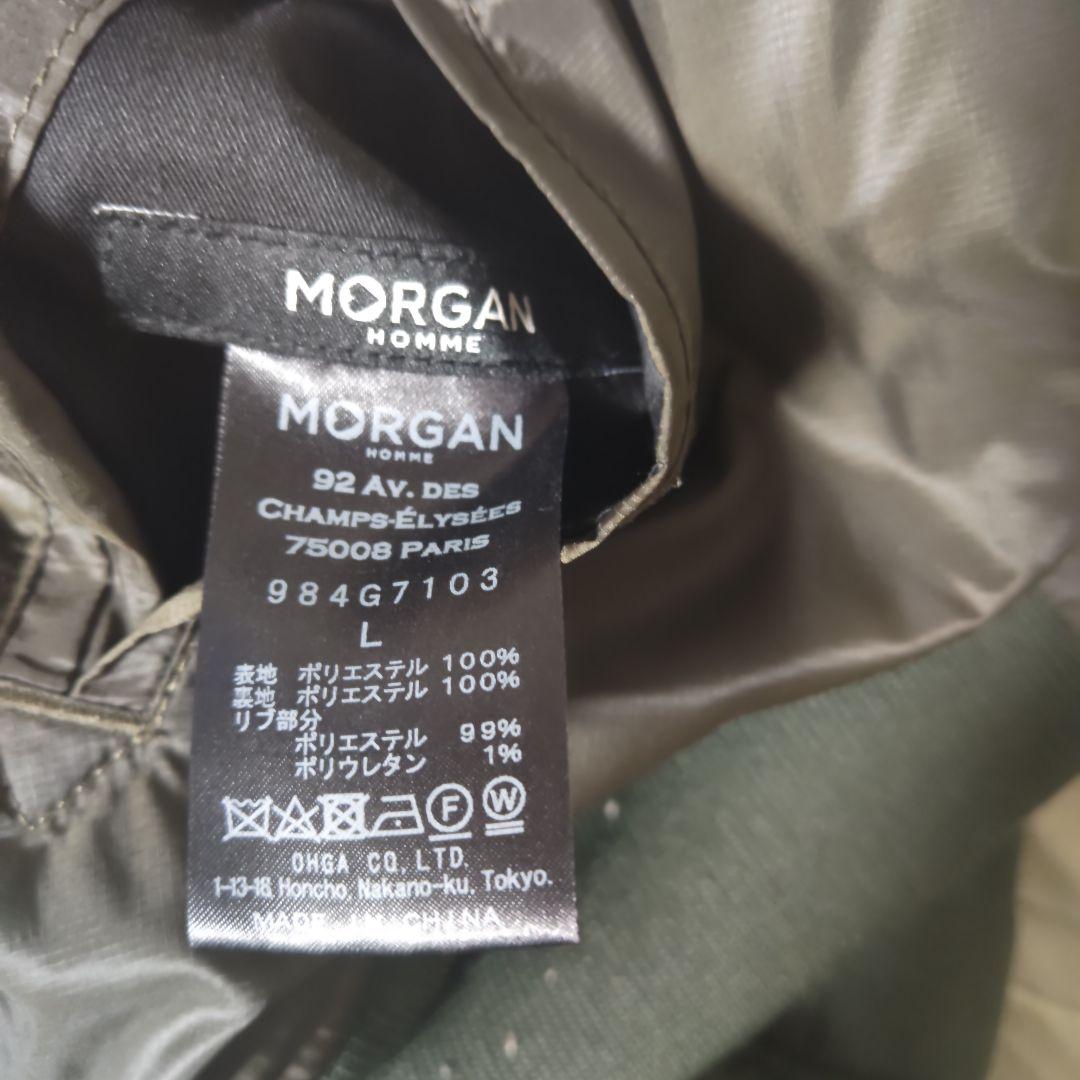 MORGAN
HOMME
MORGAN
HOMME
92 AV. DES
CHAMPS-ÉLYSÉES
75008 PARIS
984G7103
L
表地 ポリエステル 100%
裏地 ポリエステル 100%
リブ部分
ポリエステル 99%
ポリウレタン 1%
F W
OHGA CO., LTD.
1-13-18, Honcho, Nakano-ku, Tokyo.
MADE IN CHINA